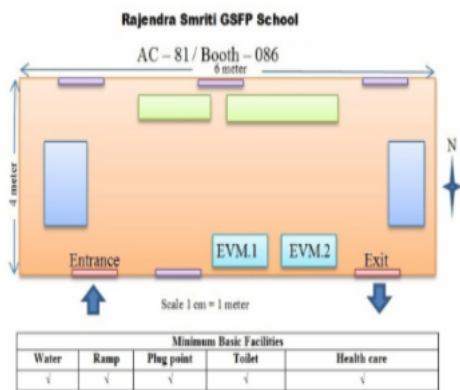 Rajendra Smriti GSFP School
AC – 81 / Booth – 086
6 meter
4 meter
N
EVM.1 EVM.2
Entrance Exit
Scale 1 cm = 1 meter
Minimum Basic Facilities
Water Ramp Plug point Toilet Health care
√ √ √ √ √